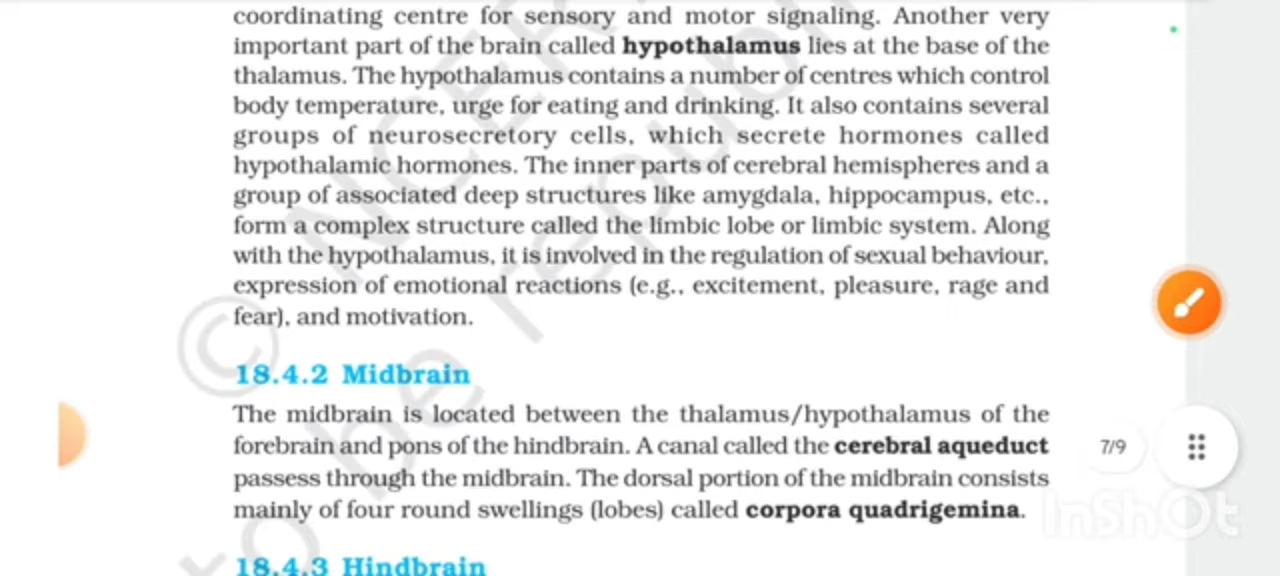 coordinating centre for sensory and motor signaling. Another very
important part of the brain called hypothalamus lies at the base of the
thalamus. The hypothalamus contains a number of centres which control
body temperature, urge for eating and drinking. It also contains several
groups of neurosecretory cells, which secrete hormones called
hypothalamic hormones. The inner parts of cerebral hemispheres and a
group of associated deep structures like amygdala, hippocampus, etc.,
form a complex structure called the limbic lobe or limbic system. Along
with the hypothalamus, it is involved in the regulation of sexual behaviour,
expression of emotional reactions (e.g., excitement, pleasure, rage and
fear), and motivation.
18.4.2 Midbrain
The midbrain is located between the thalamus/hypothalamus of the
forebrain and pons of the hindbrain. A canal called the cerebral aqueduct
passess through the midbrain. The dorsal portion of the midbrain consists
mainly of four round swellings (lobes) called corpora quadrigemina.
18.4.3 Hindbrain
7/9
InShOt
© NCER
be republ
to